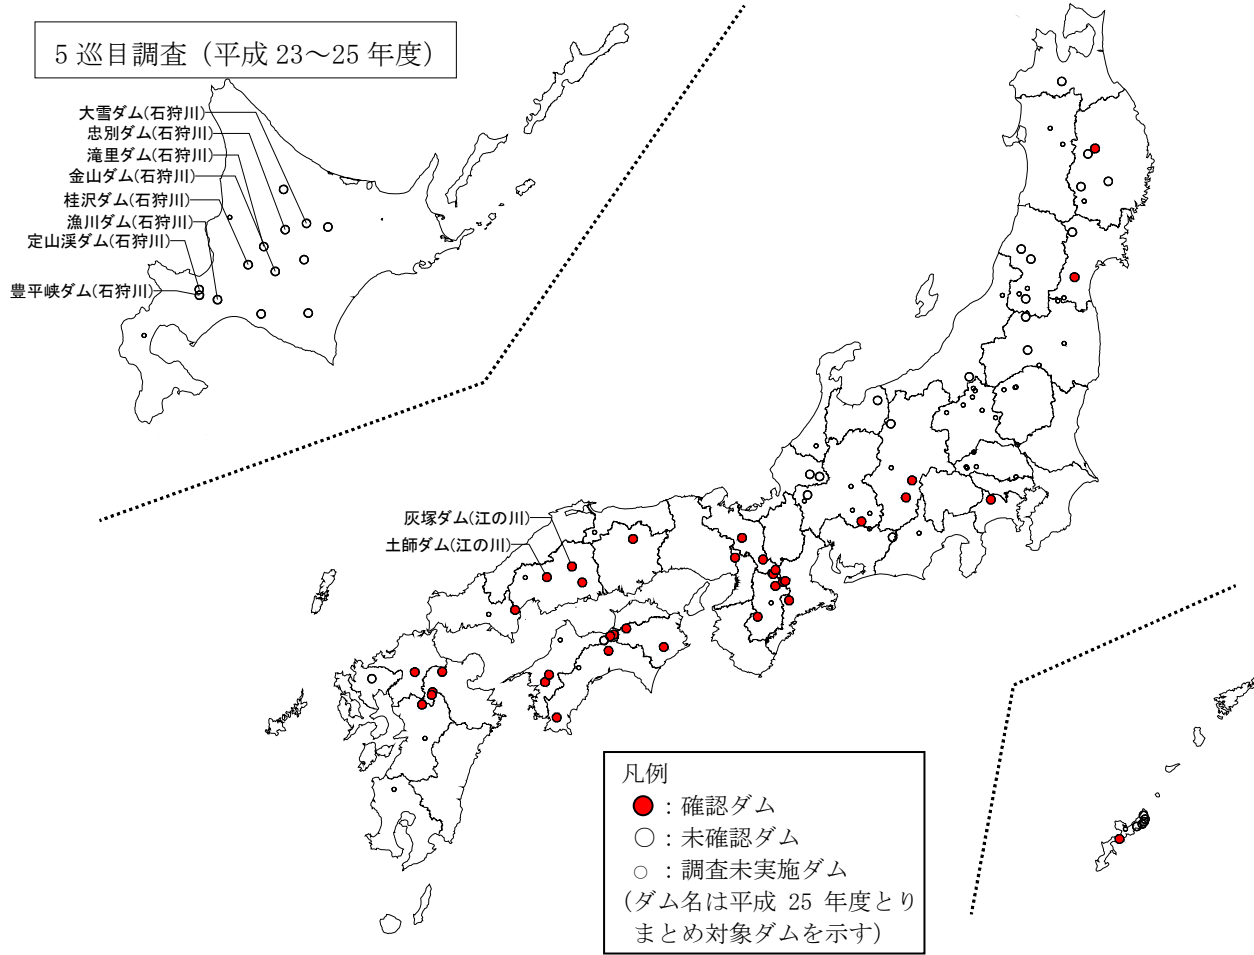 5 巡目調査（平成 23～25 年度）
大雪ダム(石狩川)
忠別ダム(石狩川)
滝里ダム(石狩川)
金山ダム(石狩川)
桂沢ダム(石狩川)
漁川ダム(石狩川)
定山渓ダム(石狩川)
豊平峡ダム(石狩川)
灰塚ダム(江の川)
土師ダム(江の川)
凡例
：確認ダム
：未確認ダム
：調査未実施ダム
(ダム名は平成 25 年度とり
まとめ対象ダムを示す)